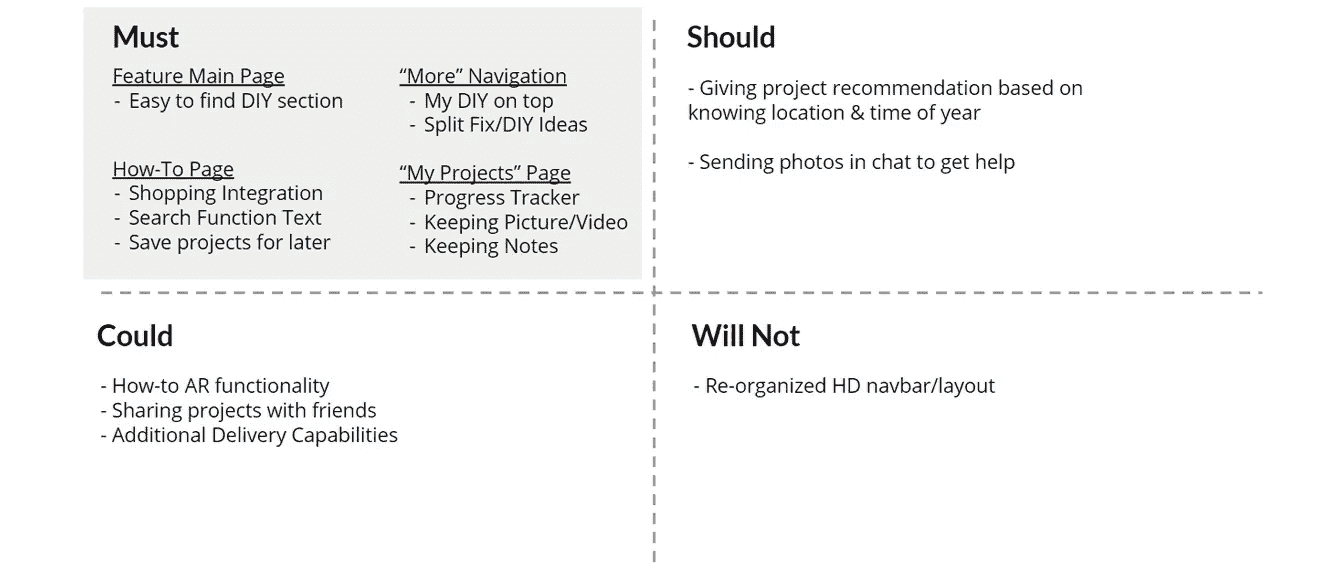 Must
Feature Main Page
- Easy to find DIY section
How-To Page
- Shopping Integration
- Search Function Text
- Save projects for later
“More” Navigation
- My DIY on top
- Split Fix/DIY Ideas
“My Projects” Page
- Progress Tracker
- Keeping Picture/Video
- Keeping Notes
Should
- Giving project recommendation based on
knowing location & time of year
- Sending photos in chat to get help
Could
- How-to AR functionality
- Sharing projects with friends
- Additional Delivery Capabilities
Will Not
- Re-organized HD navbar/layout